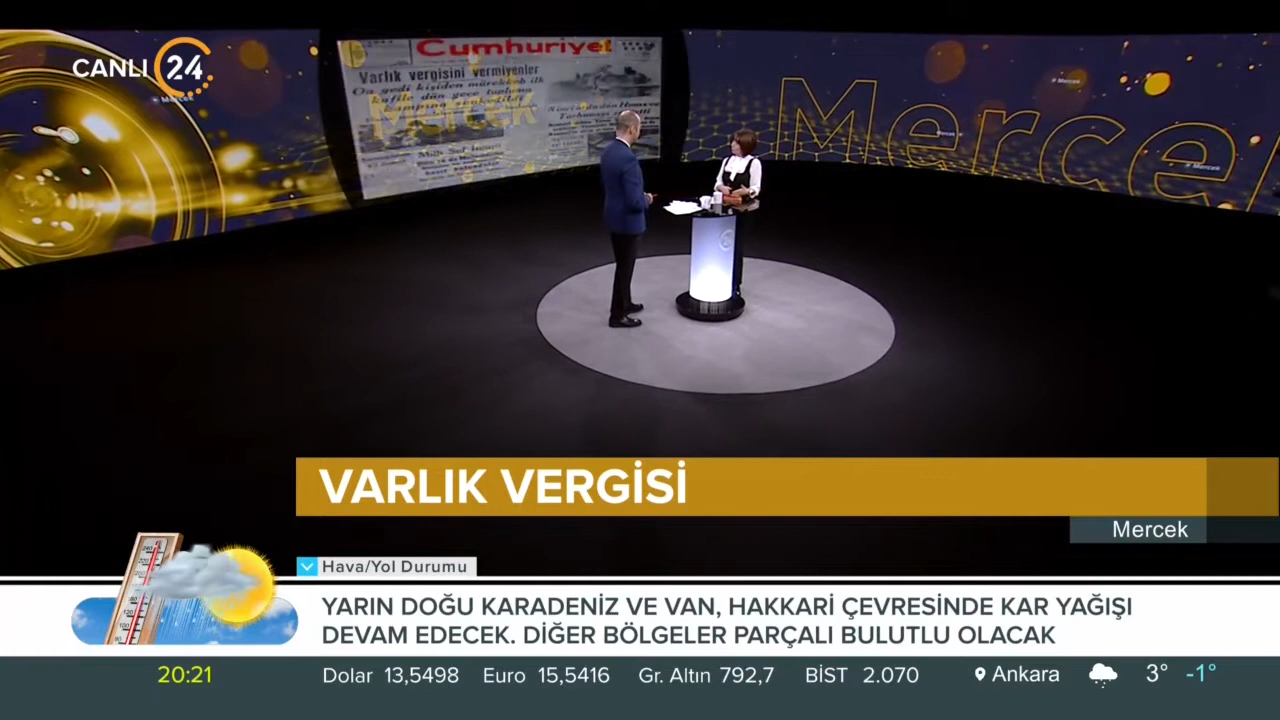 CANLI 24
Cumhuriyet
Varlık vergisini vermiyenler
Mercek
Mercek
VARLIK VERGİSİ
Mercek
Hava/Yol Durumu
YARIN DOĞU KARADENİZ VE VAN, HAKKARİ ÇEVRESİNDE KAR YAĞIŞI
DEVAM EDECEK. DİĞER BÖLGELER PARÇALI BULUTLU OLACAK
20:21 Dolar 13,5498 Euro 15,5416 Gr. Altın 792,7 BİST 2.070 Ankara 3° -1°